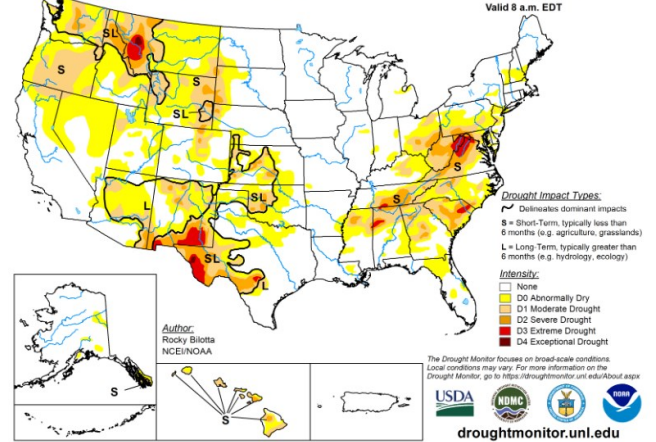 Valid 8 a.m. EDT
SL
S
S
SL
S
L
SL
S
S
SL
L
Drought Impact Types:
Delineates dominant impacts
S = Short-Term, typically less than
6 months (e.g. agriculture, grasslands)
L = Long-Term, typically greater than
6 months (e.g. hydrology, ecology)
Intensity:
None
D0 Abnormally Dry
D1 Moderate Drought
D2 Severe Drought
D3 Extreme Drought
D4 Exceptional Drought
Author:
Rocky Bilotta
NCEI/NOAA
S
S
The Drought Monitor focuses on broad-scale conditions.
Local conditions may vary. For more information on the
Drought Monitor, go to https://droughtmonitor.unl.edu/About.aspx
USDA
NDMC
NOAA
droughtmonitor.unl.edu